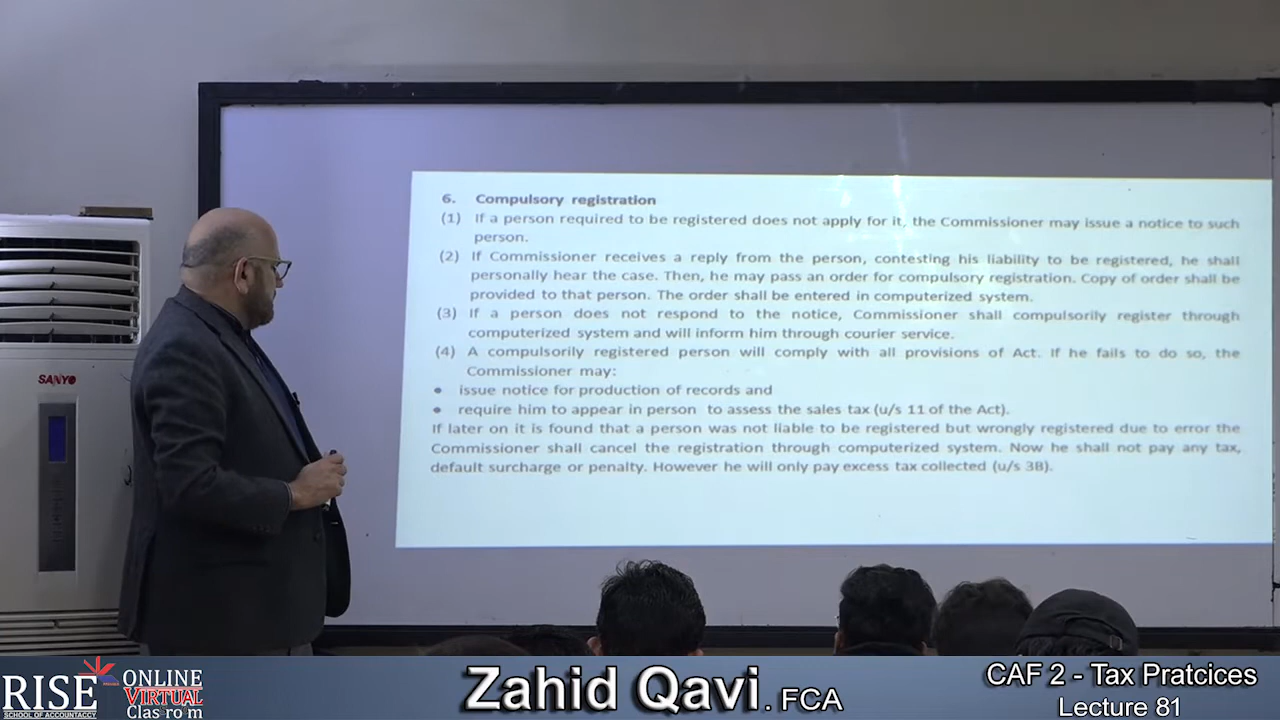 6. Compulsory registration
(1) If a person required to be registered does not apply for it, the Commissioner may issue a notice to such
person.
(2) If Commissioner receives a reply from the person, contesting his liability to be registered, he shall
personally hear the case. Then, he may pass an order for compulsory registration. Copy of order shall be
provided to that person. The order shall be entered in computerized system.
(3) If a person does not respond to the notice, Commissioner shall compulsorily register through
computerized system and will inform him through courier service.
(4) A compulsorily registered person will comply with all provisions of Act. If he fails to do so, the
Commissioner may:
• issue notice for production of records and
• require him to appear in person to assess the sales tax (u/s 11 of the Act).
If later on it is found that a person was not liable to be registered but wrongly registered due to error the
Commissioner shall cancel the registration through computerized system. Now he shall not pay any tax,
default surcharge or penalty. However he will only pay excess tax collected (u/s 3B).
SANYO
RISE
SCHOOL OF ACCOUNTACY
ONLINE
VIRTUAL
Clasrom
Zahid Qavi. FCA
CAF 2 - Tax Pratcices
Lecture 81